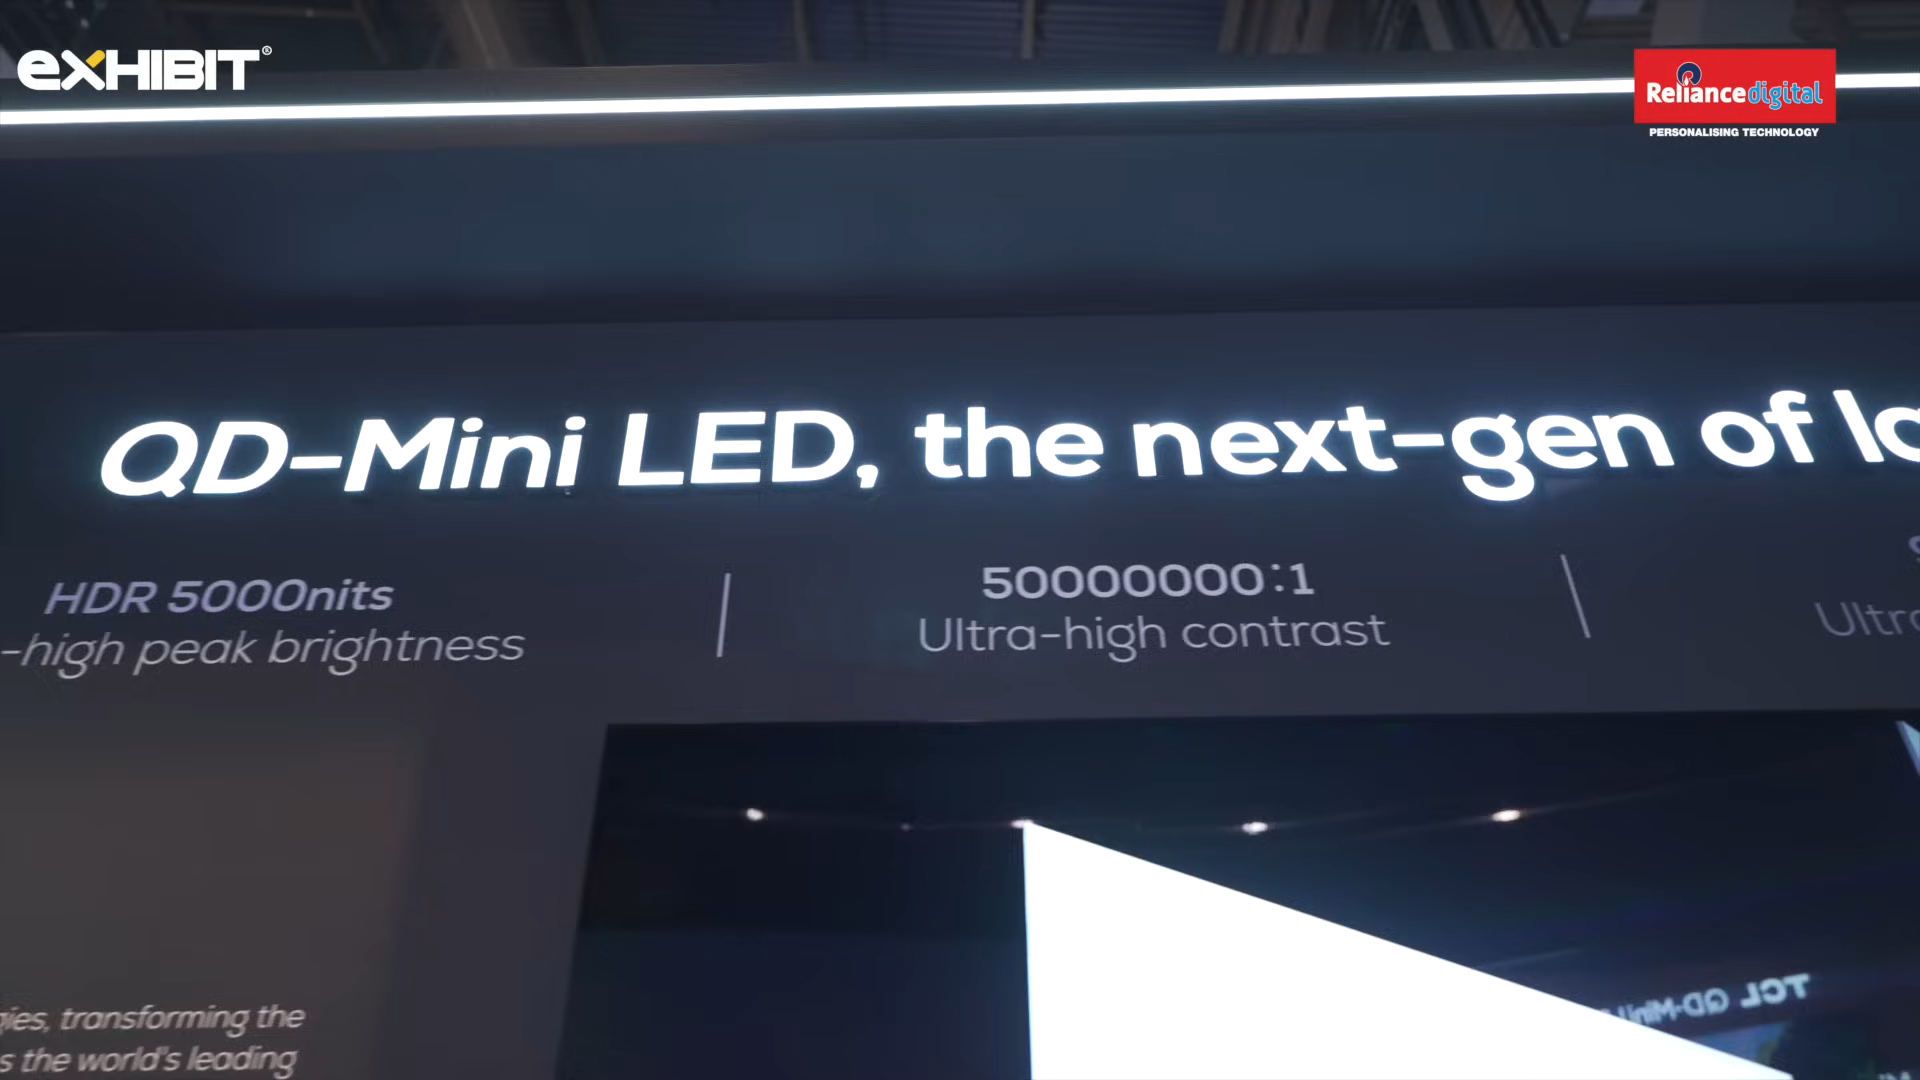 exHIBIT®
Reliance digital
PERSONALISING TECHNOLOGY
QD-Mini LED, the next-gen of
HDR 5000nits
-high peak brightness
50000000:1
Ultra-high contrast
TCL QD-Mini
transforming the
the world's leading